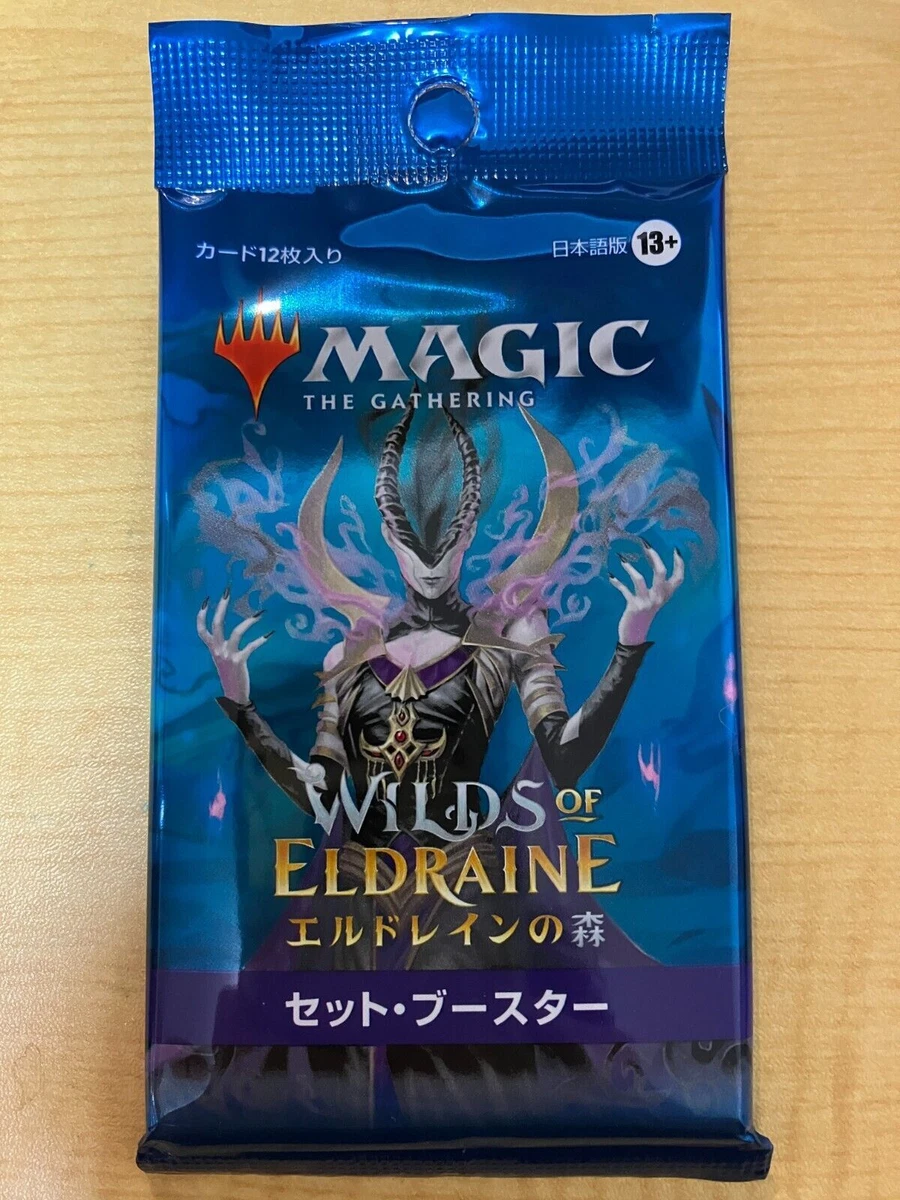 カード12枚入り
日本語版 13+
MAGIC
THE GATHERING
WILDS OF
ELDRAINE
エルドレインの森
セット・ブースター